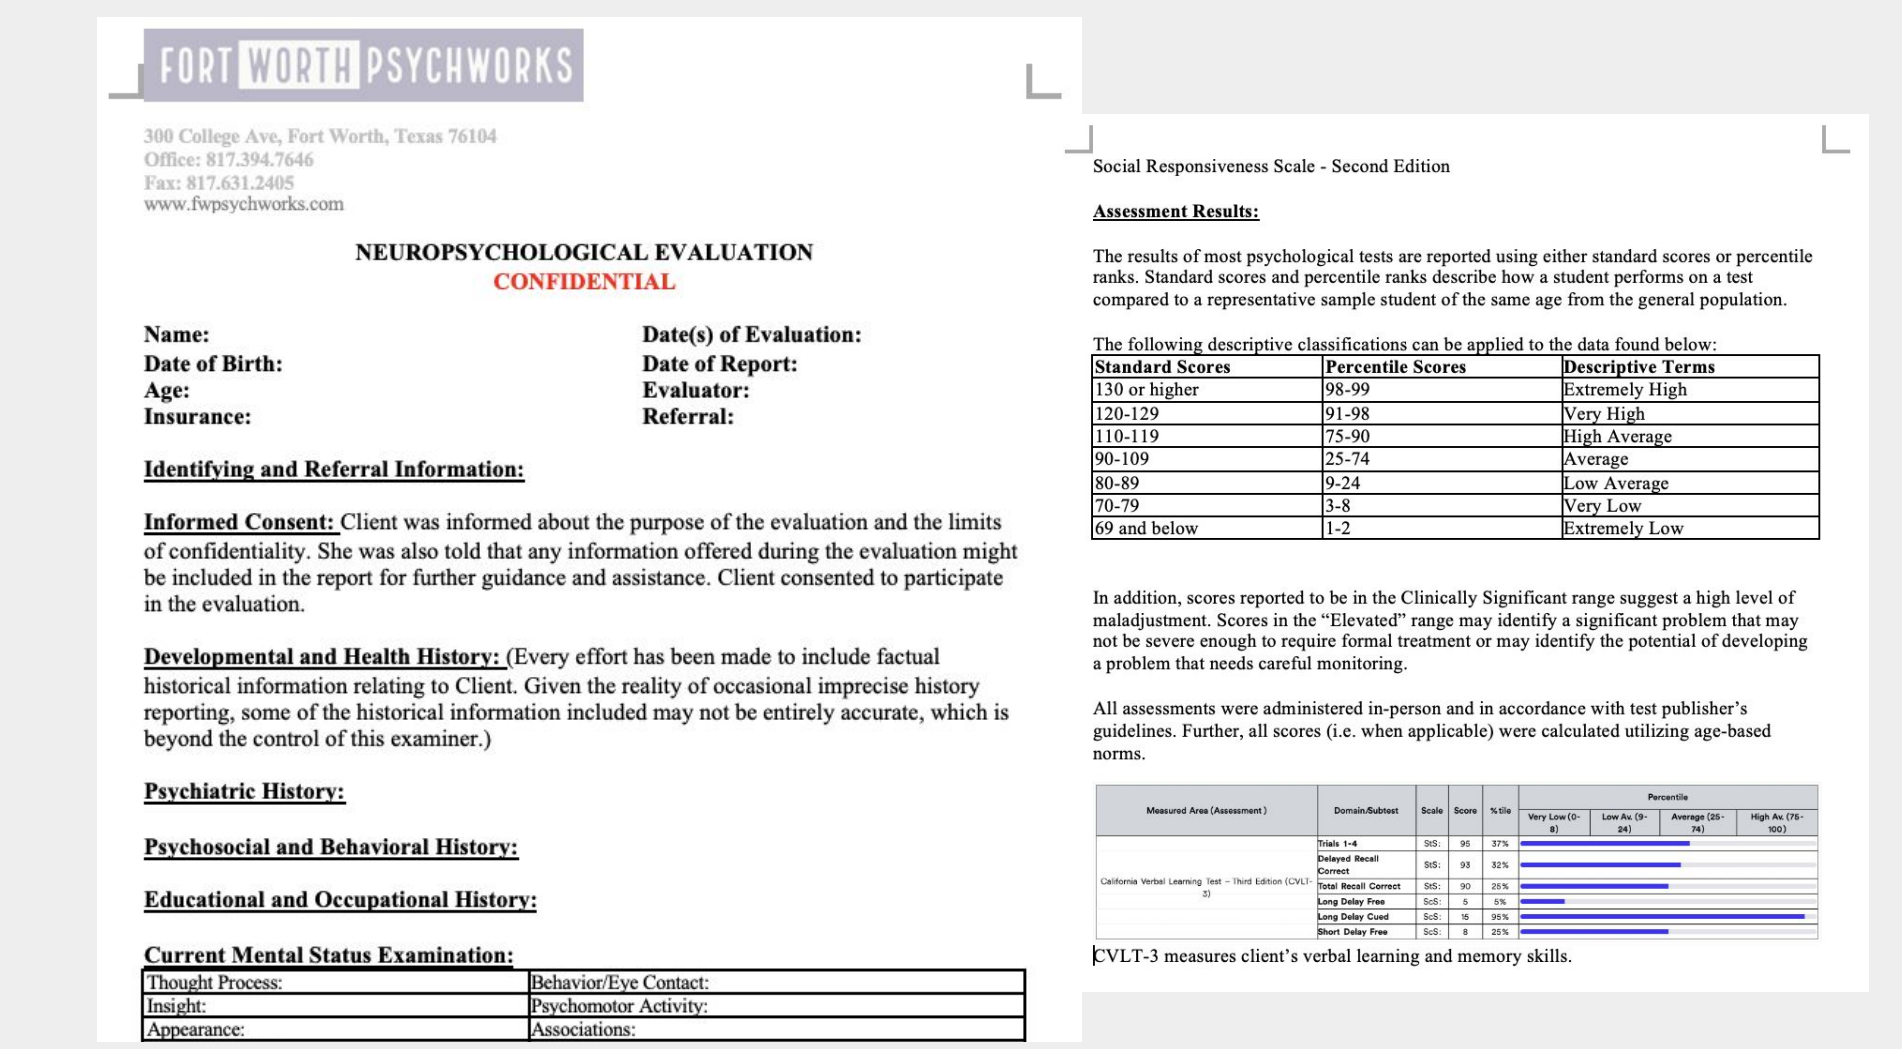 FORT WORTH PSYCHWORKS
300 College Ave, Fort Worth, Texas 76104
Office: 817.394.7646
Fax: 817.631.2405
www.fwpsychworks.com
NEUROPSYCHOLOGICAL EVALUATION
CONFIDENTIAL
Name: Date(s) of Evaluation:
Date of Birth: Date of Report:
Age: Evaluator:
Insurance: Referral:
Identifying and Referral Information:
Informed Consent: Client was informed about the purpose of the evaluation and the limits
of confidentiality. She was also told that any information offered during the evaluation might
be included in the report for further guidance and assistance. Client consented to participate
in the evaluation.
Developmental and Health History: (Every effort has been made to include factual
historical information relating to Client. Given the reality of occasional imprecise history
reporting, some of the historical information included may not be entirely accurate, which is
beyond the control of this examiner.)
Psychiatric History:
Psychosocial and Behavioral History:
Educational and Occupational History:
Current Mental Status Examination:
Thought Process: Behavior/Eye Contact:
Insight: Psychomotor Activity:
Appearance: Associations:
Social Responsiveness Scale - Second Edition
Assessment Results:
The results of most psychological tests are reported using either standard scores or percentile
ranks. Standard scores and percentile ranks describe how a student performs on a test
compared to a representative sample student of the same age from the general population.
The following descriptive classifications can be applied to the data found below:
Standard Scores Percentile Scores Descriptive Terms
130 or higher 98-99 Extremely High
120-129 91-98 Very High
110-119 75-90 High Average
90-109 25-74 Average
80-89 9-24 Low Average
70-79 3-8 Very Low
69 and below 1-2 Extremely Low
In addition, scores reported to be in the Clinically Significant range suggest a high level of
maladjustment. Scores in the “Elevated” range may identify a significant problem that may
not be severe enough to require formal treatment or may identify the potential of developing
a problem that needs careful monitoring.
All assessments were administered in-person and in accordance with test publisher’s
guidelines. Further, all scores (i.e. when applicable) were calculated utilizing age-based
norms.
Measured Area (Assessment) Domain/Subtest Scale Score %tile Percentile
Very Low (0-8) Low Av. (9-24) Average (25-74) High Av. (75-100)
California Verbal Learning Test – Third Edition (CVLT-3)
Trials 1-4 StS: 95 37%
Delayed Recall Correct StS: 93 32%
Total Recall Correct StS: 90 25%
Long Delay Free ScS: 5 5%
Long Delay Cued ScS: 15 95%
Short Delay Free ScS: 8 25%
CVLT-3 measures client’s verbal learning and memory skills.